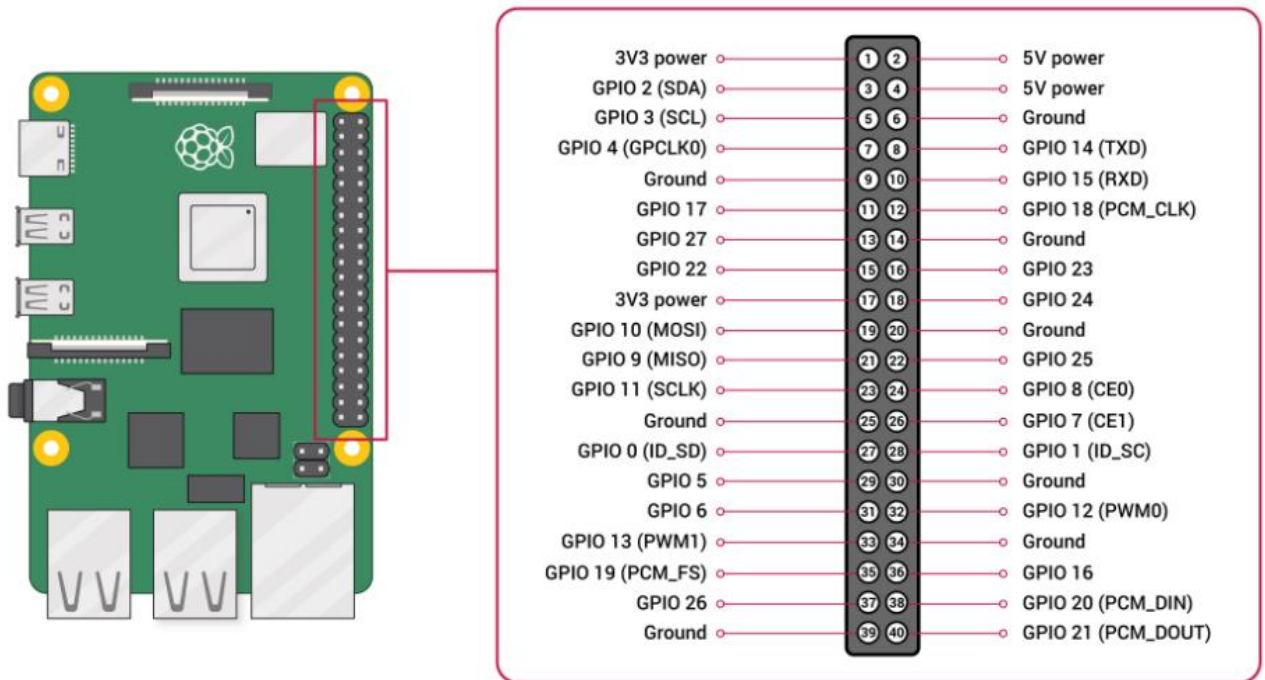 3V3 power 1 2 5V power
GPIO 2 (SDA) 3 4 5V power
GPIO 3 (SCL) 5 6 Ground
GPIO 4 (GPCLK0) 7 8 GPIO 14 (TXD)
Ground 9 10 GPIO 15 (RXD)
GPIO 17 11 12 GPIO 18 (PCM_CLK)
GPIO 27 13 14 Ground
GPIO 22 15 16 GPIO 23
3V3 power 17 18 GPIO 24
GPIO 10 (MOSI) 19 20 Ground
GPIO 9 (MISO) 21 22 GPIO 25
GPIO 11 (SCLK) 23 24 GPIO 8 (CE0)
Ground 25 26 GPIO 7 (CE1)
GPIO 0 (ID_SD) 27 28 GPIO 1 (ID_SC)
GPIO 5 29 30 Ground
GPIO 6 31 32 GPIO 12 (PWM0)
GPIO 13 (PWM1) 33 34 Ground
GPIO 19 (PCM_FS) 35 36 GPIO 16
GPIO 26 37 38 GPIO 20 (PCM_DIN)
Ground 39 40 GPIO 21 (PCM_DOUT)